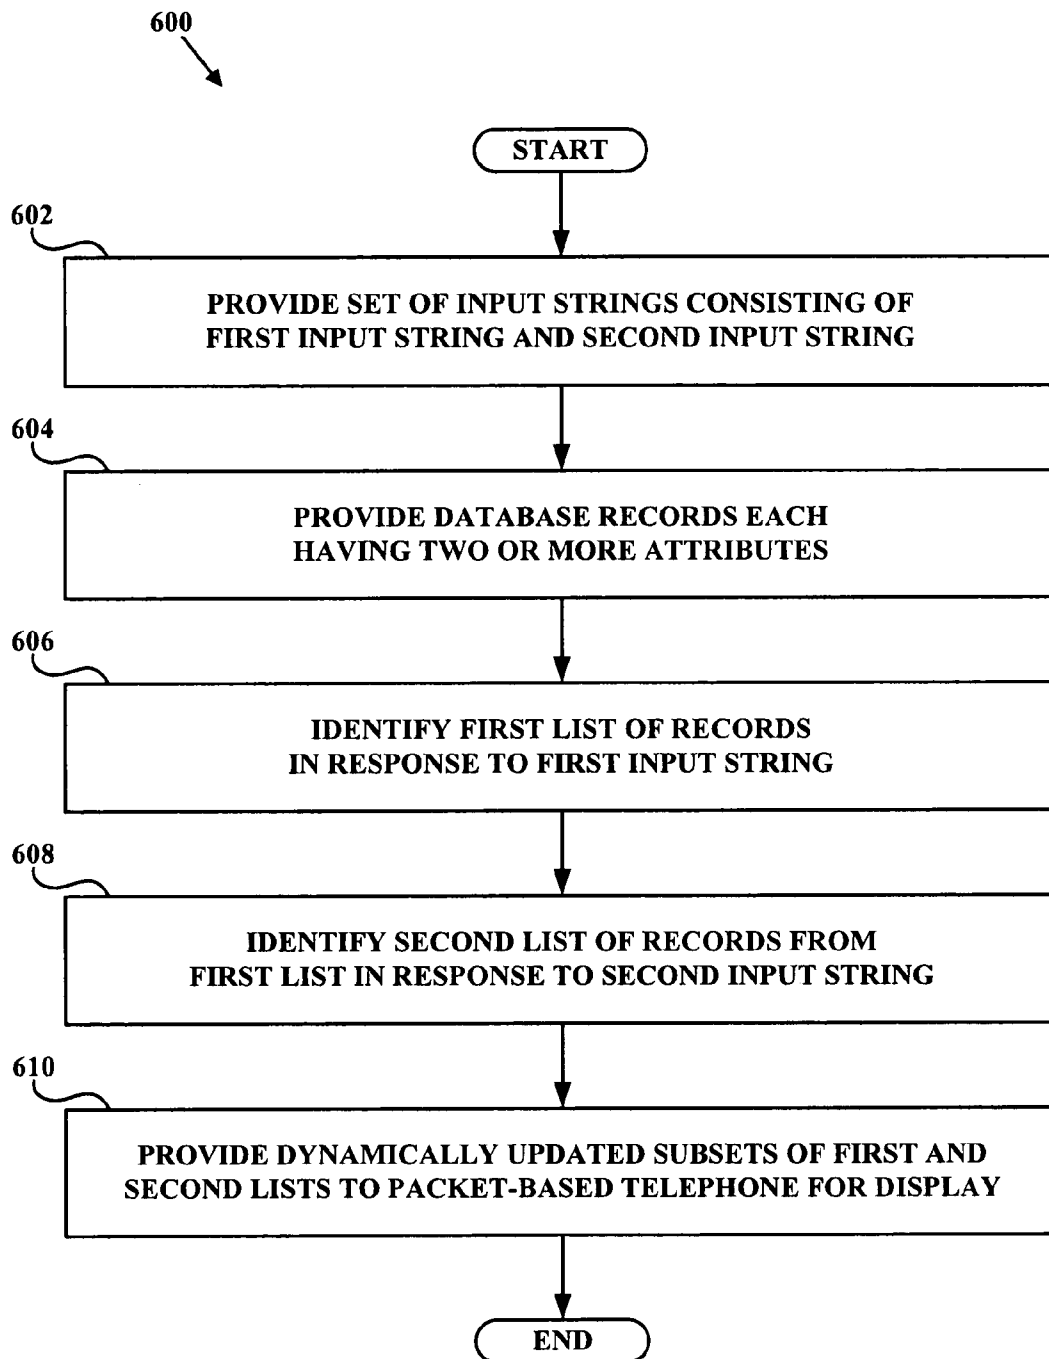 600
START
602
PROVIDE SET OF INPUT STRINGS CONSISTING OF
FIRST INPUT STRING AND SECOND INPUT STRING
604
PROVIDE DATABASE RECORDS EACH
HAVING TWO OR MORE ATTRIBUTES
606
IDENTIFY FIRST LIST OF RECORDS
IN RESPONSE TO FIRST INPUT STRING
608
IDENTIFY SECOND LIST OF RECORDS FROM
FIRST LIST IN RESPONSE TO SECOND INPUT STRING
610
PROVIDE DYNAMICALLY UPDATED SUBSETS OF FIRST AND
SECOND LISTS TO PACKET-BASED TELEPHONE FOR DISPLAY
END